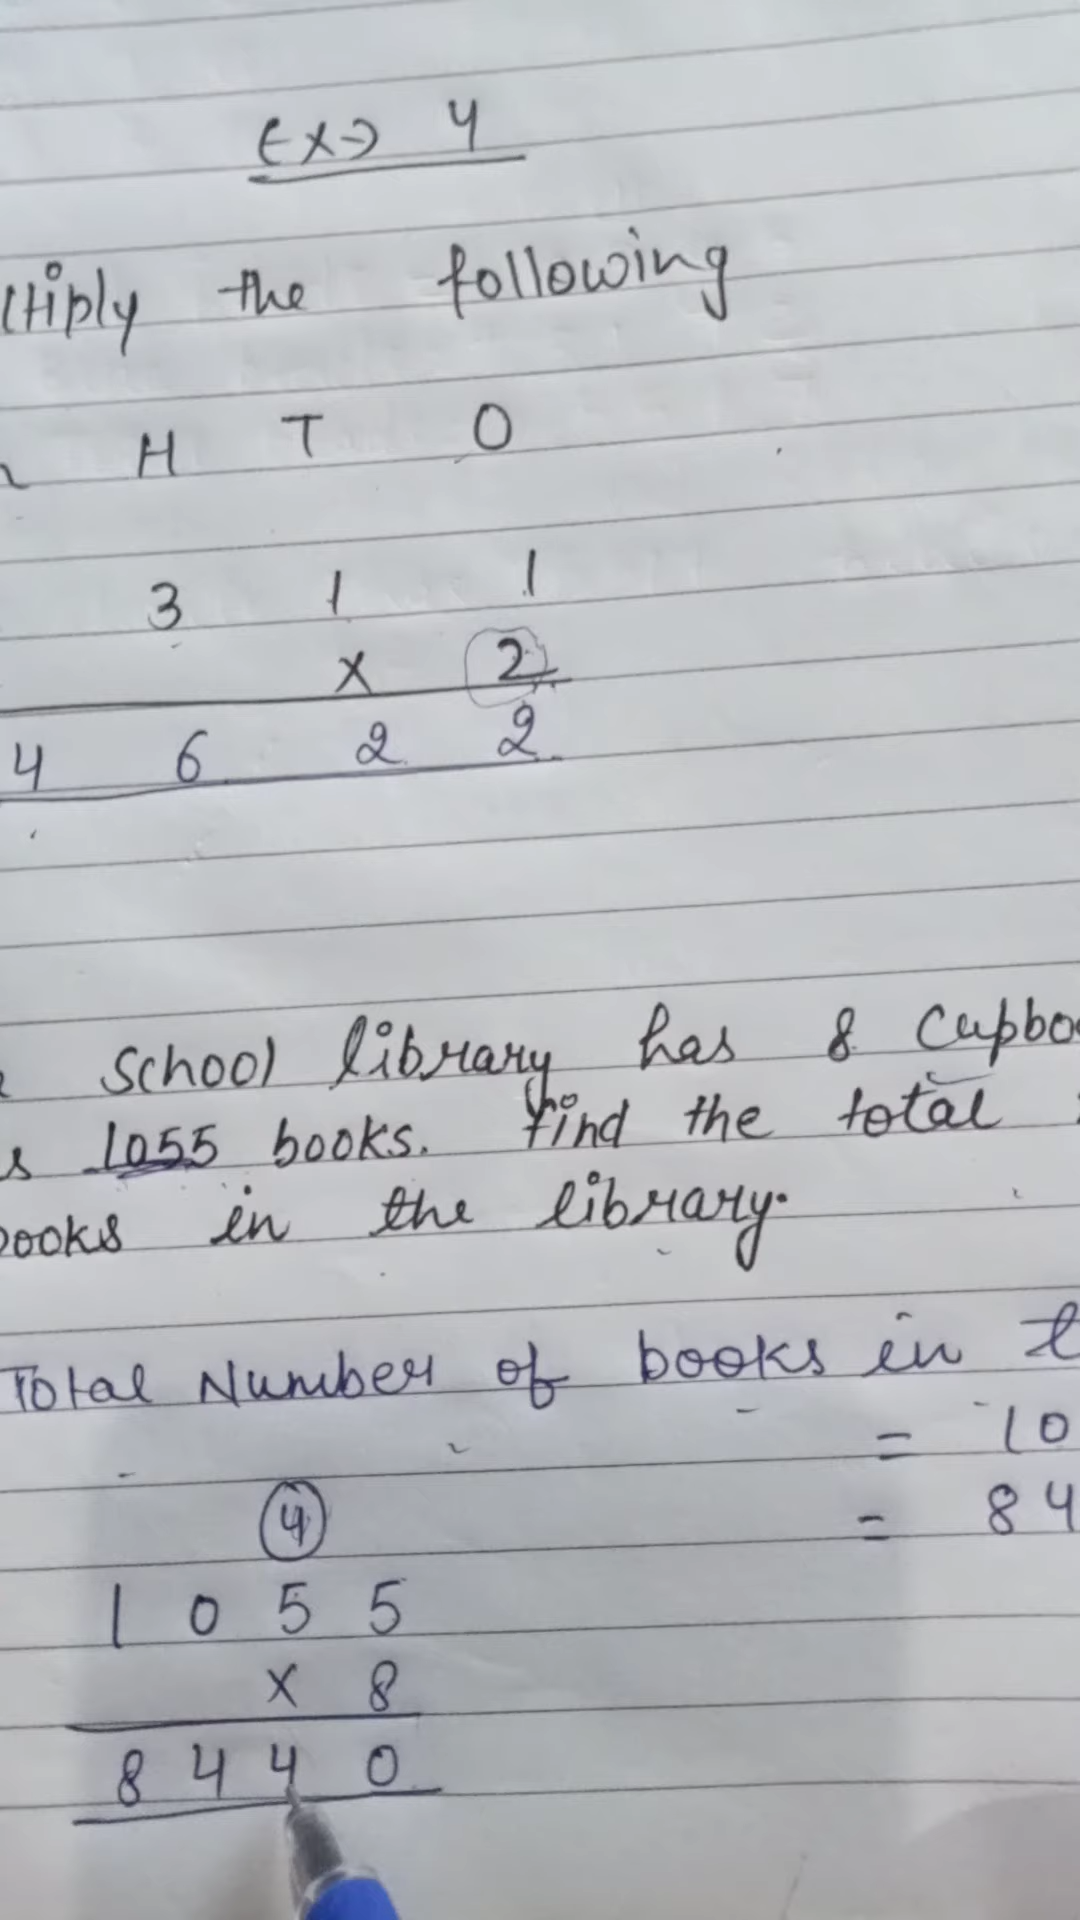 Ex→ 4
ltiply the following
H T O
3 1 1
x 2
4 6 2 2
School library has 8 Cupbo
s 1055 books. find the total
books in the library.
Total Number of books in t
= 10
4
= 84
1 0 5 5
x 8
8 4 4 0